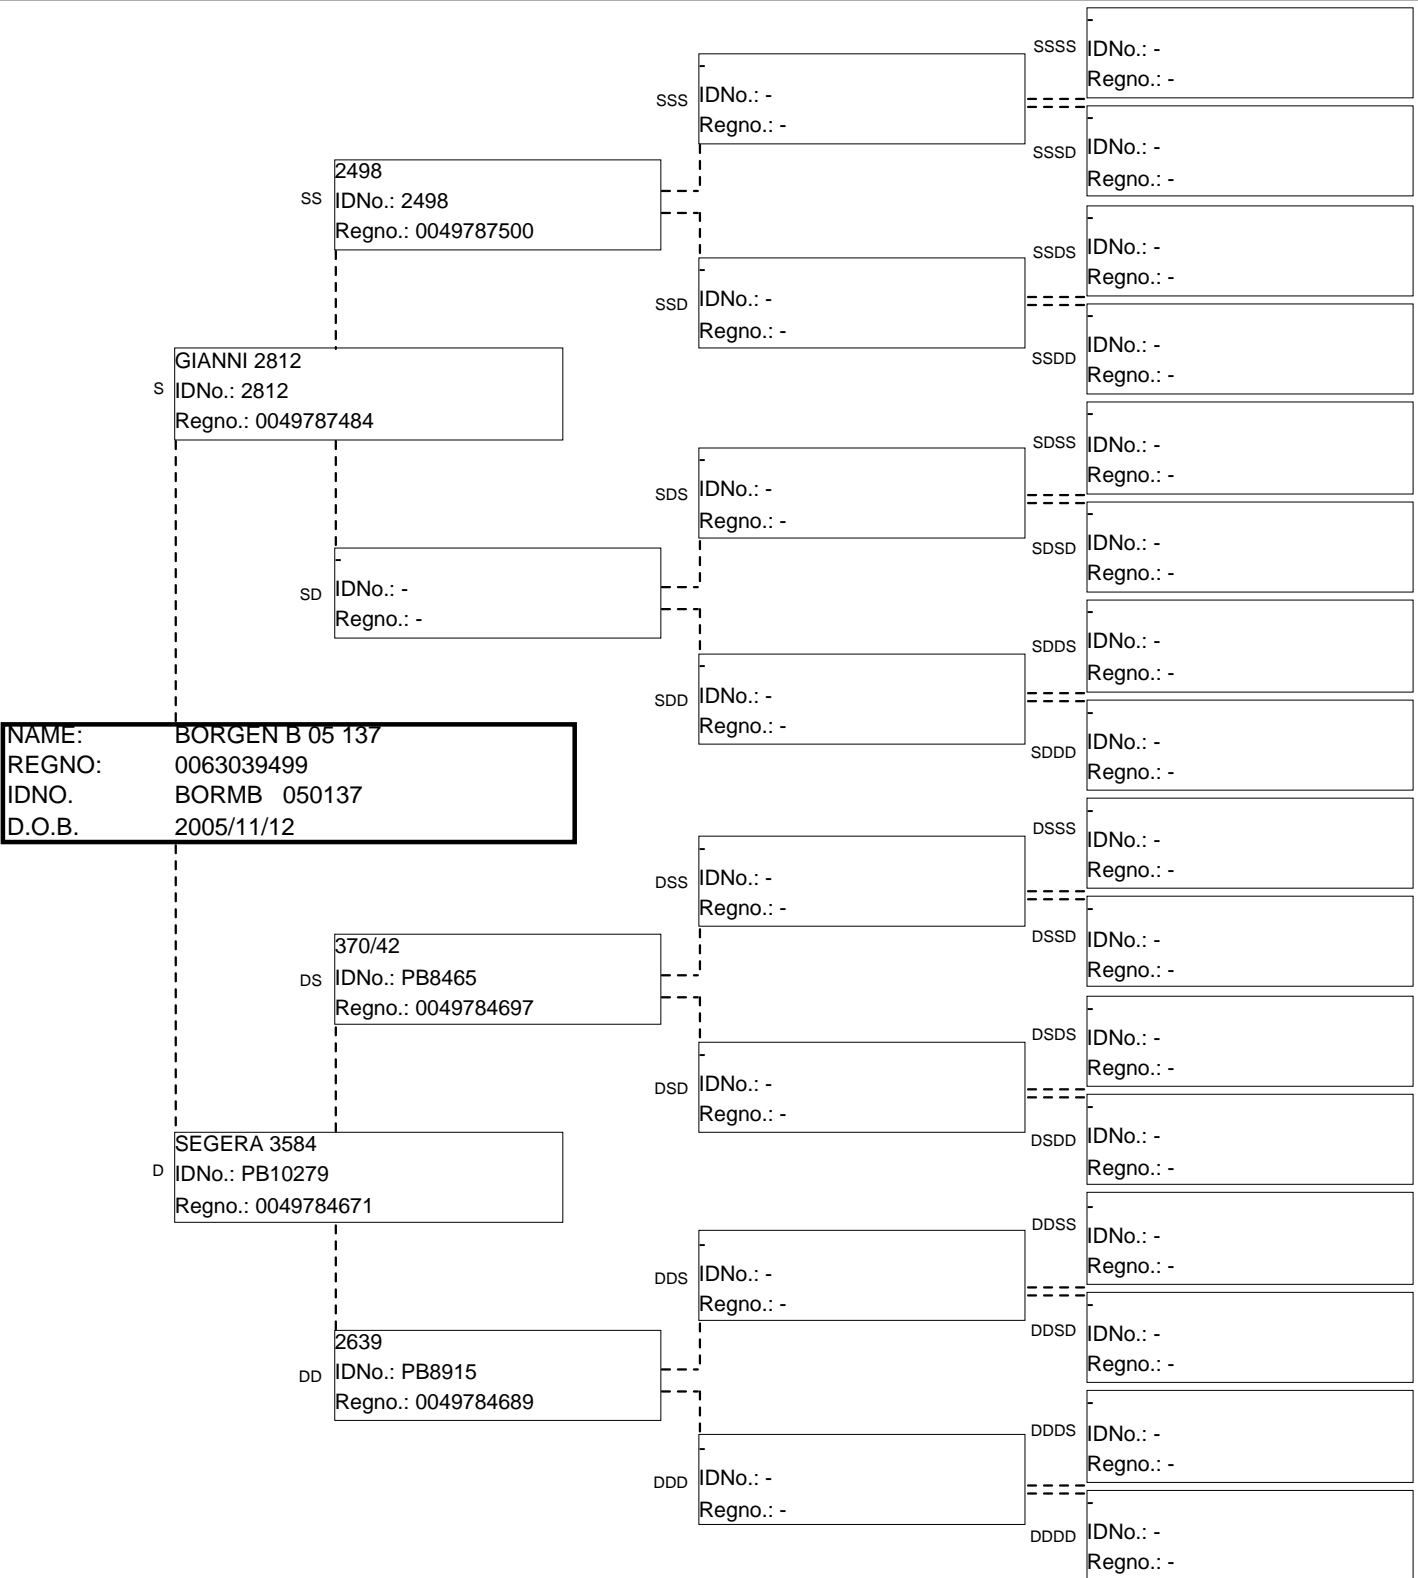 SSSS
-
IDNo.: -
Regno.: -
SSS
-
IDNo.: -
Regno.: -
SSSD
-
IDNo.: -
Regno.: -
SS
2498
IDNo.: 2498
Regno.: 0049787500
SSDS
-
IDNo.: -
Regno.: -
SSD
-
IDNo.: -
Regno.: -
SSDD
-
IDNo.: -
Regno.: -
S
GIANNI 2812
IDNo.: 2812
Regno.: 0049787484
SDSS
-
IDNo.: -
Regno.: -
SDS
-
IDNo.: -
Regno.: -
SDSD
-
IDNo.: -
Regno.: -
SD
-
IDNo.: -
Regno.: -
SDDS
-
IDNo.: -
Regno.: -
SDD
-
IDNo.: -
Regno.: -
SDDD
-
IDNo.: -
Regno.: -
NAME: BORGEN B 05 137
REGNO: 0063039499
IDNO. BORMB 050137
D.O.B. 2005/11/12
DSSS
-
IDNo.: -
Regno.: -
DSS
-
IDNo.: -
Regno.: -
DSSD
-
IDNo.: -
Regno.: -
DS
370/42
IDNo.: PB8465
Regno.: 0049784697
DSDS
-
IDNo.: -
Regno.: -
DSD
-
IDNo.: -
Regno.: -
DSDD
-
IDNo.: -
Regno.: -
D
SEGERA 3584
IDNo.: PB10279
Regno.: 0049784671
DDSS
-
IDNo.: -
Regno.: -
DDS
-
IDNo.: -
Regno.: -
DDSD
-
IDNo.: -
Regno.: -
DD
2639
IDNo.: PB8915
Regno.: 0049784689
DDDS
-
IDNo.: -
Regno.: -
DDD
-
IDNo.: -
Regno.: -
DDDD
-
IDNo.: -
Regno.: -